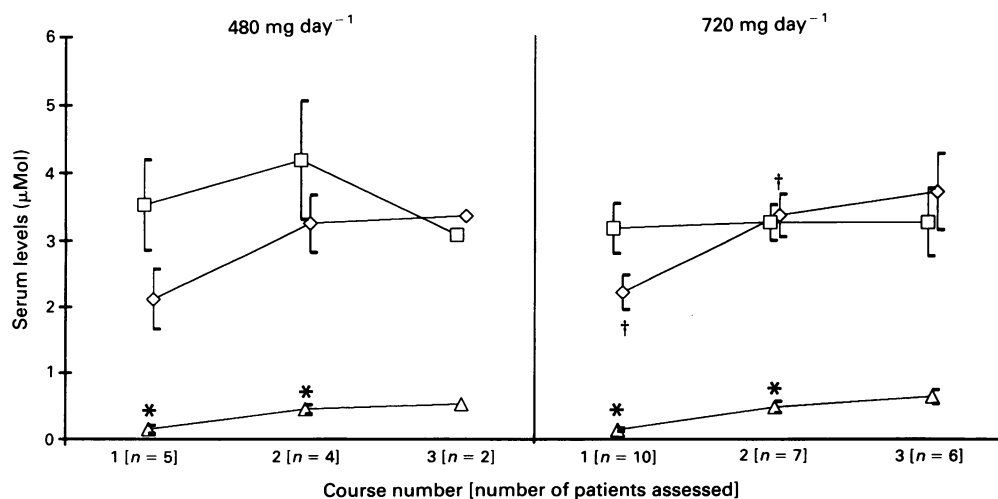 480 mg day⁻¹
720 mg day⁻¹
Serum levels (μMol)
6
5
4
3
2
1
0
*
*
†
†
*
*
1 [n = 5]
2 [n = 4]
3 [n = 2]
1 [n = 10]
2 [n = 7]
3 [n = 6]
Course number [number of patients assessed]